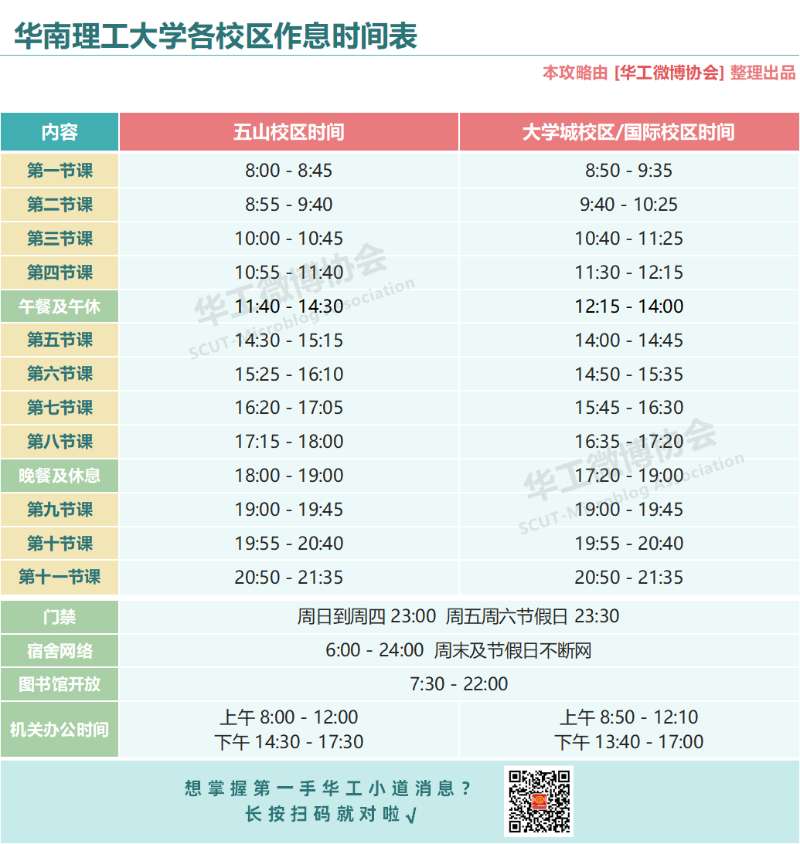 华南理工大学各校区作息时间表
本攻略由 [华工微博协会] 整理出品
内容 五山校区时间 大学城校区/国际校区时间
第一节课 8:00 - 8:45 8:50 - 9:35
第二节课 8:55 - 9:40 9:40 - 10:25
第三节课 10:00 - 10:45 10:40 - 11:25
第四节课 10:55 - 11:40 11:30 - 12:15
午餐及午休 11:40 - 14:30 12:15 - 14:00
第五节课 14:30 - 15:15 14:00 - 14:45
第六节课 15:25 - 16:10 14:50 - 15:35
第七节课 16:20 - 17:05 15:45 - 16:30
第八节课 17:15 - 18:00 16:35 - 17:20
晚餐及休息 18:00 - 19:00 17:20 - 19:00
第九节课 19:00 - 19:45 19:00 - 19:45
第十节课 19:55 - 20:40 19:55 - 20:40
第十一节课 20:50 - 21:35 20:50 - 21:35
门禁 周日到周四 23:00 周五周六节假日 23:30
宿舍网络 6:00 - 24:00 周末及节假日不断网
图书馆开放 7:30 - 22:00
机关办公时间 上午 8:00 - 12:00 上午 8:50 - 12:10
下午 14:30 - 17:30 下午 13:40 - 17:00
想掌握第一手华工小道消息?
长按扫码就对啦√
华工微博协会
SCUT-Microblog Association
华工微博协会
SCUT-Microblog Association